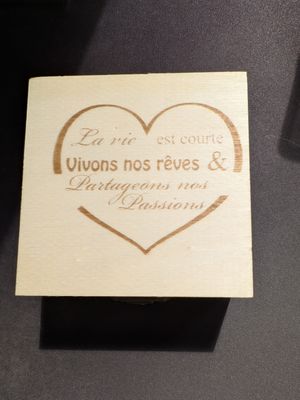 La vie est courte
Vivons nos rêves &
Partageons nos
Passions